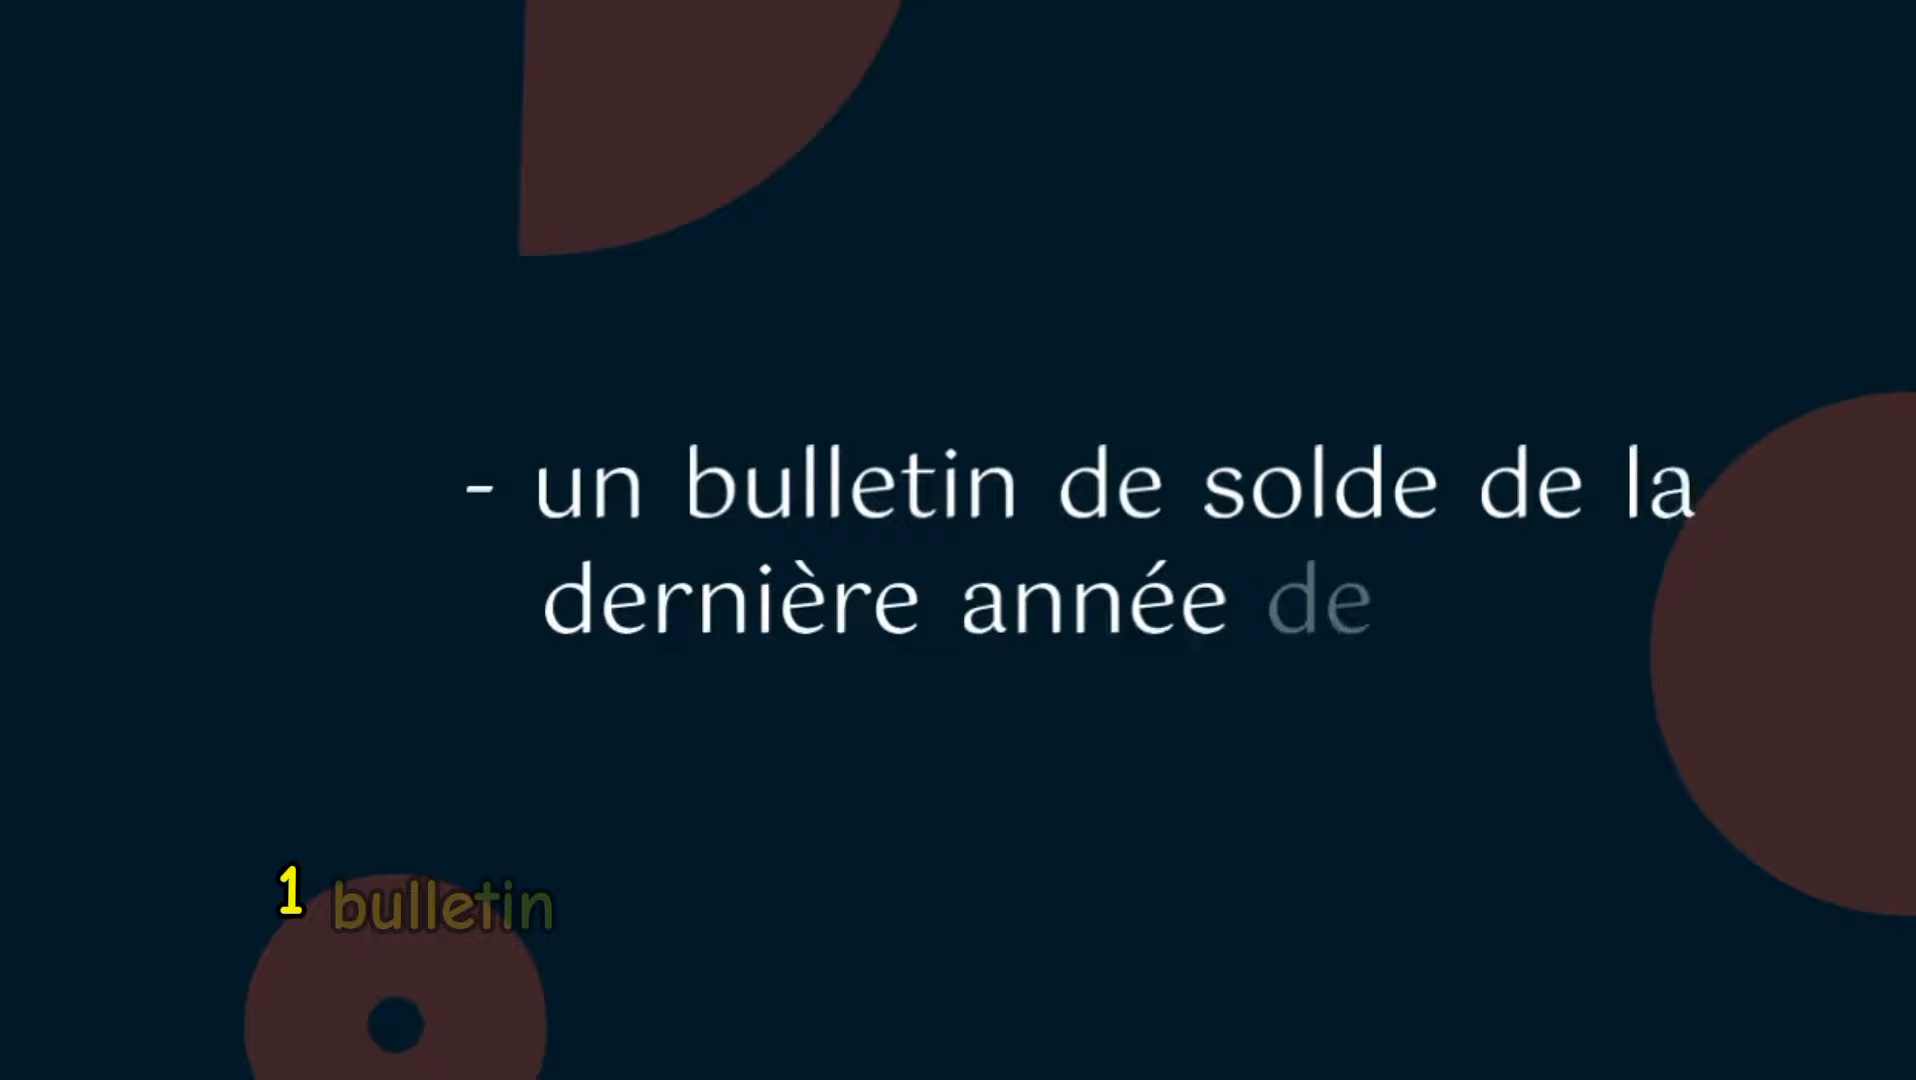 - un bulletin de solde de la
dernière année de
1 bulletin